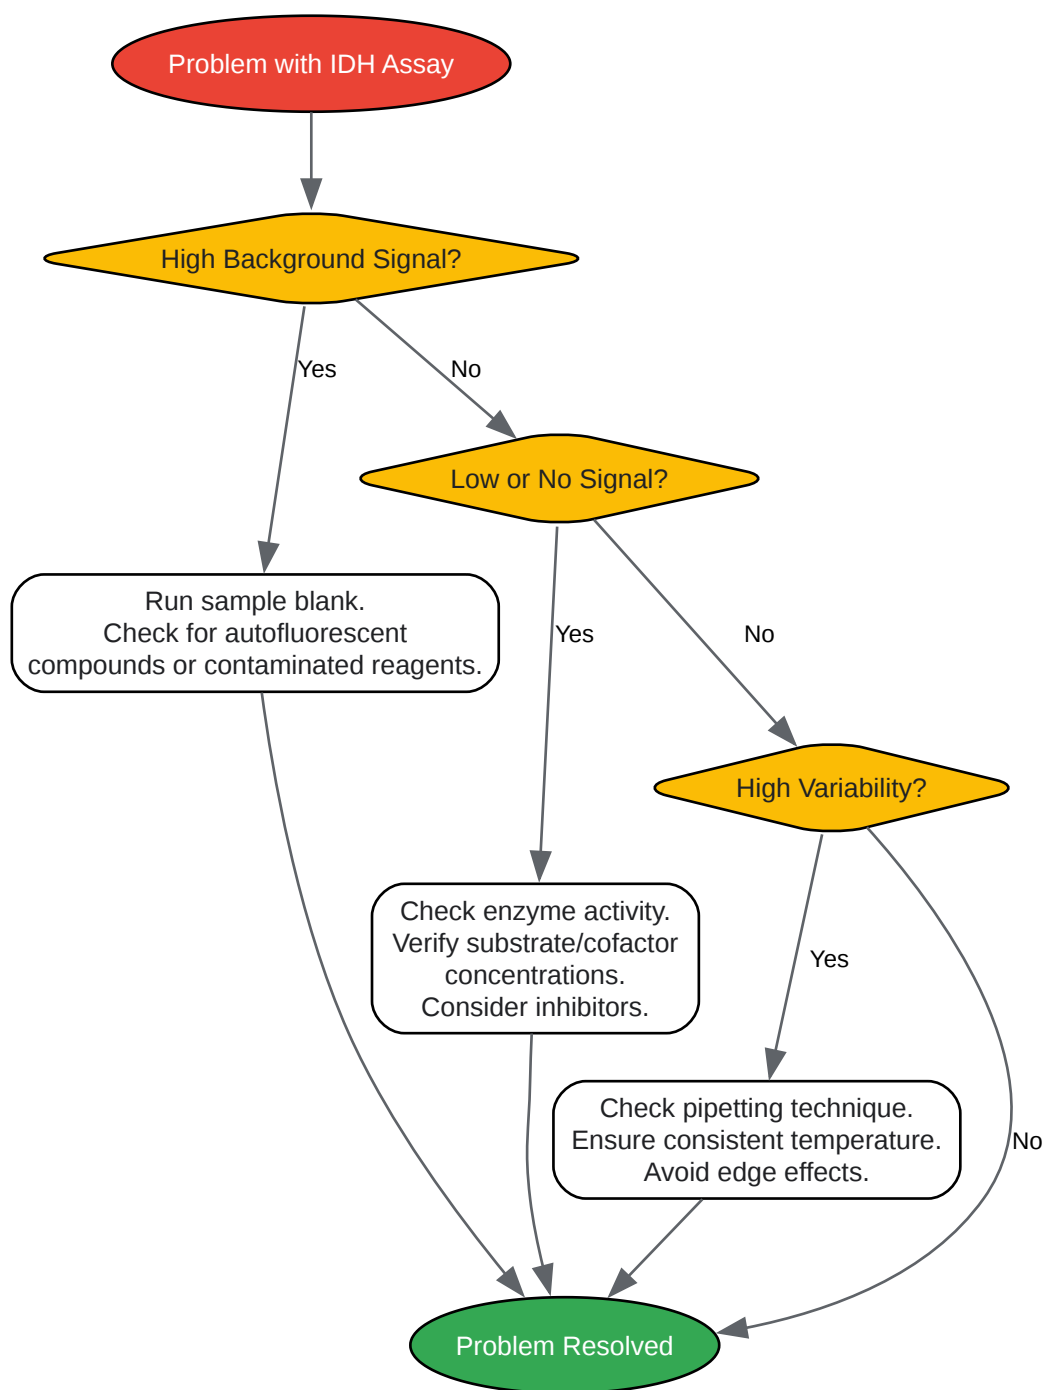 Problem with IDH Assay
High Background Signal?
Yes
No
Low or No Signal?
Run sample blank.
Check for autofluorescent
compounds or contaminated reagents.
Yes
No
High Variability?
Check enzyme activity.
Verify substrate/cofactor
concentrations.
Consider inhibitors.
Yes
Check pipetting technique.
Ensure consistent temperature.
Avoid edge effects.
No
Problem Resolved